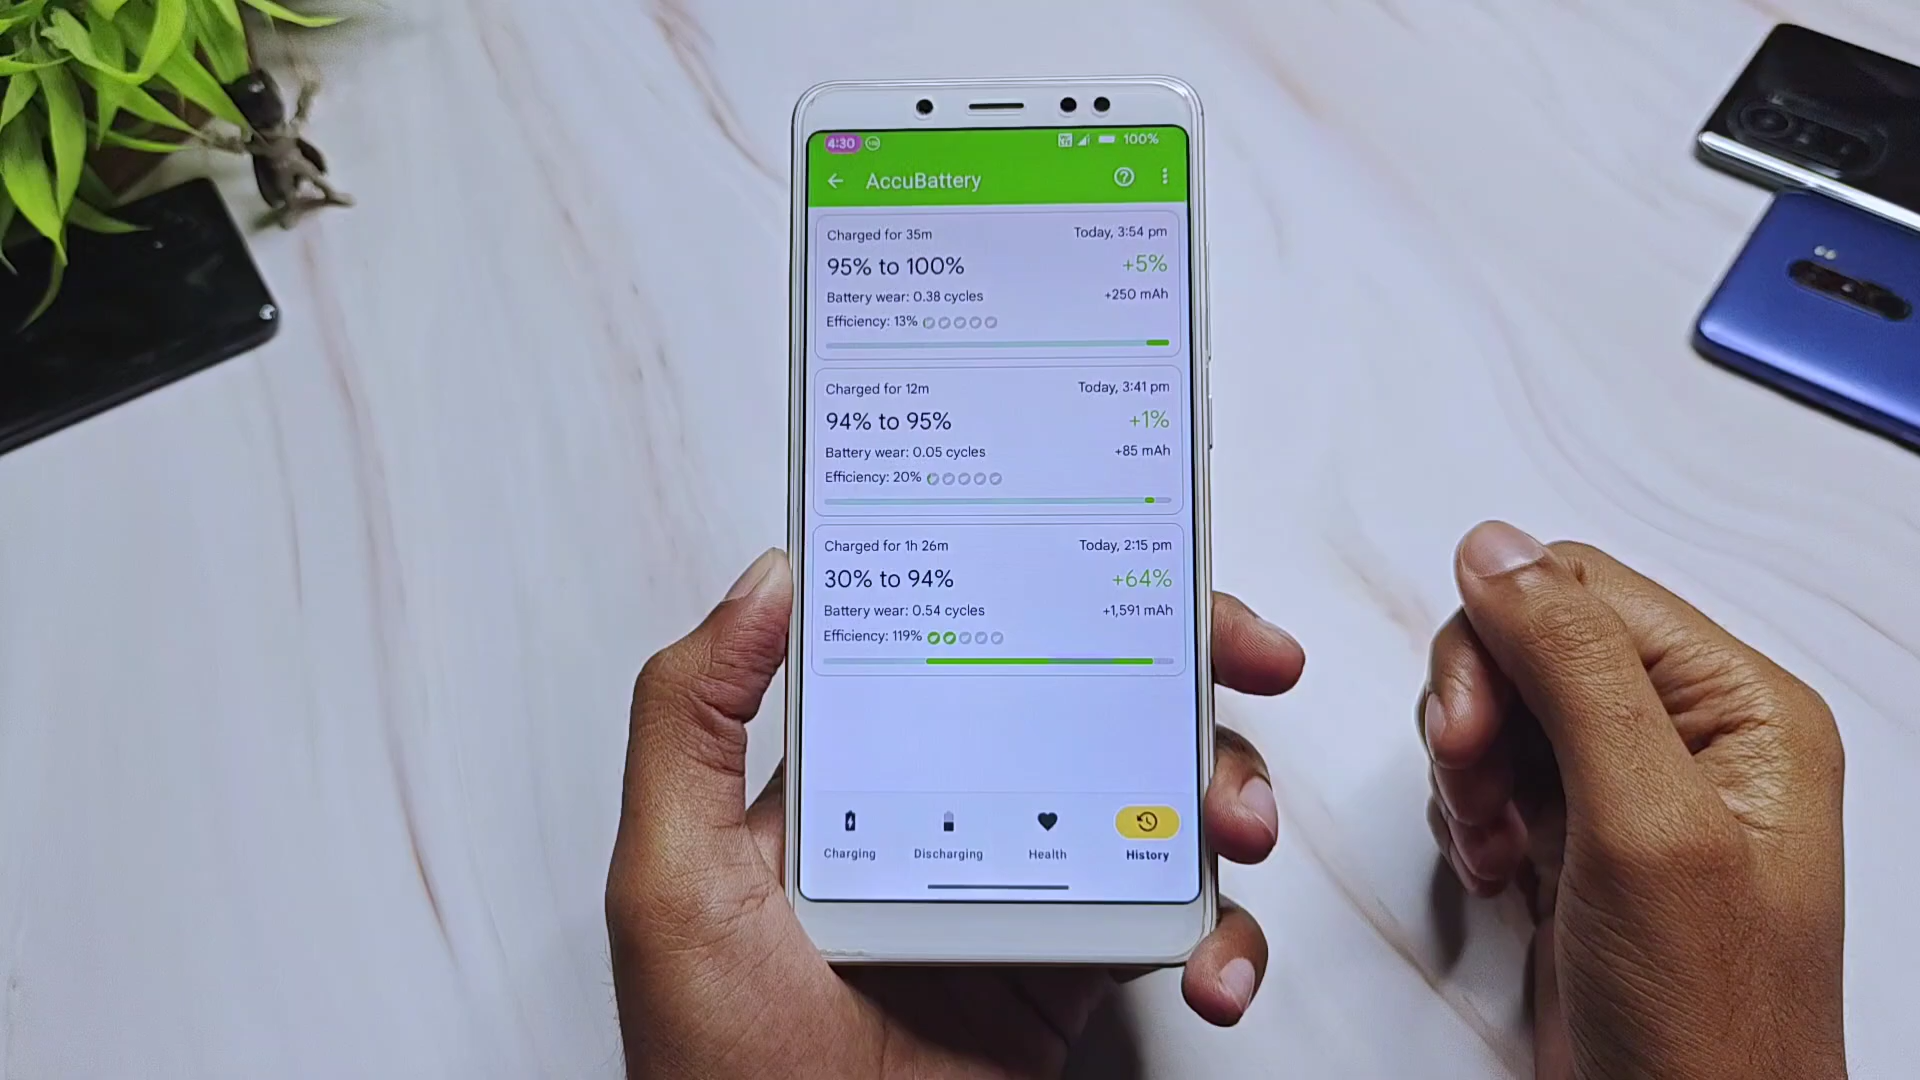 4:30 100%
AccuBattery
Charged for 35m Today, 3:54 pm
95% to 100% +5%
Battery wear: 0.38 cycles +250 mAh
Efficiency: 13%
Charged for 12m Today, 3:41 pm
94% to 95% +1%
Battery wear: 0.05 cycles +85 mAh
Efficiency: 20%
Charged for 1h 26m Today, 2:15 pm
30% to 94% +64%
Battery wear: 0.54 cycles +1,591 mAh
Efficiency: 119%
Charging Discharging Health History